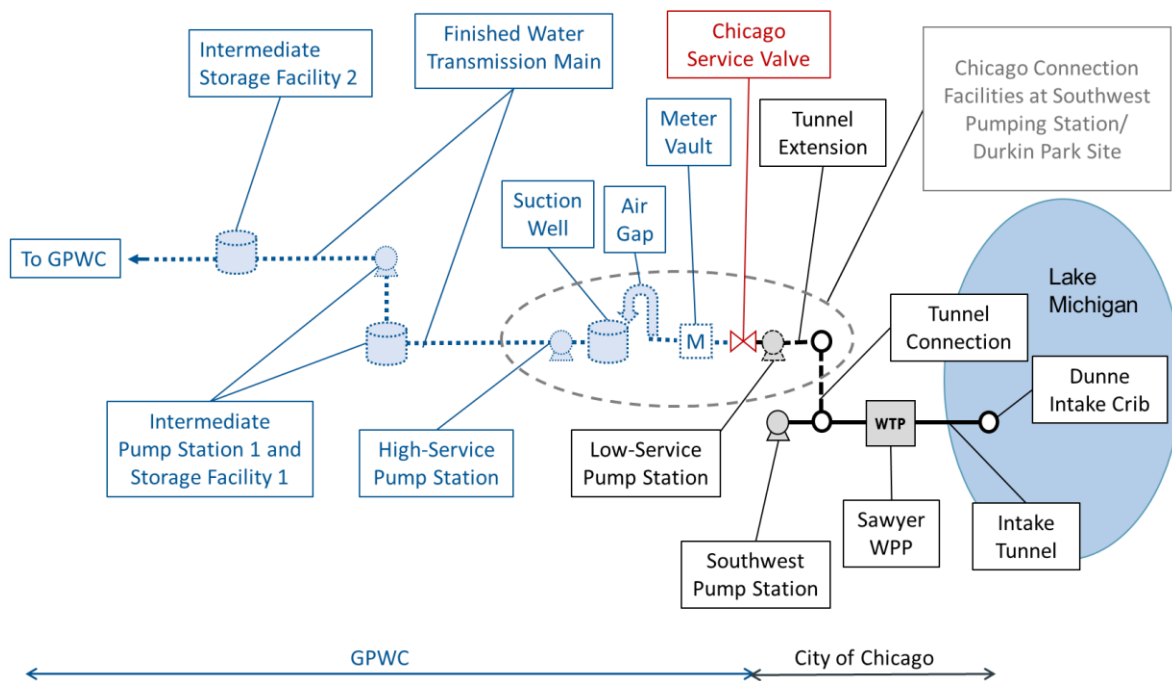 Intermediate
Storage Facility 2
Finished Water
Transmission Main
Chicago
Service Valve
Chicago Connection
Facilities at Southwest
Pumping Station/
Durkin Park Site
Meter
Vault
Tunnel
Extension
Suction
Well
Air
Gap
To GPWC
Lake
Michigan
M
Tunnel
Connection
Dunne
Intake Crib
WTP
Intermediate
Pump Station 1 and
Storage Facility 1
High-Service
Pump Station
Low-Service
Pump Station
Sawyer
WPP
Intake
Tunnel
Southwest
Pump Station
GPWC
City of Chicago